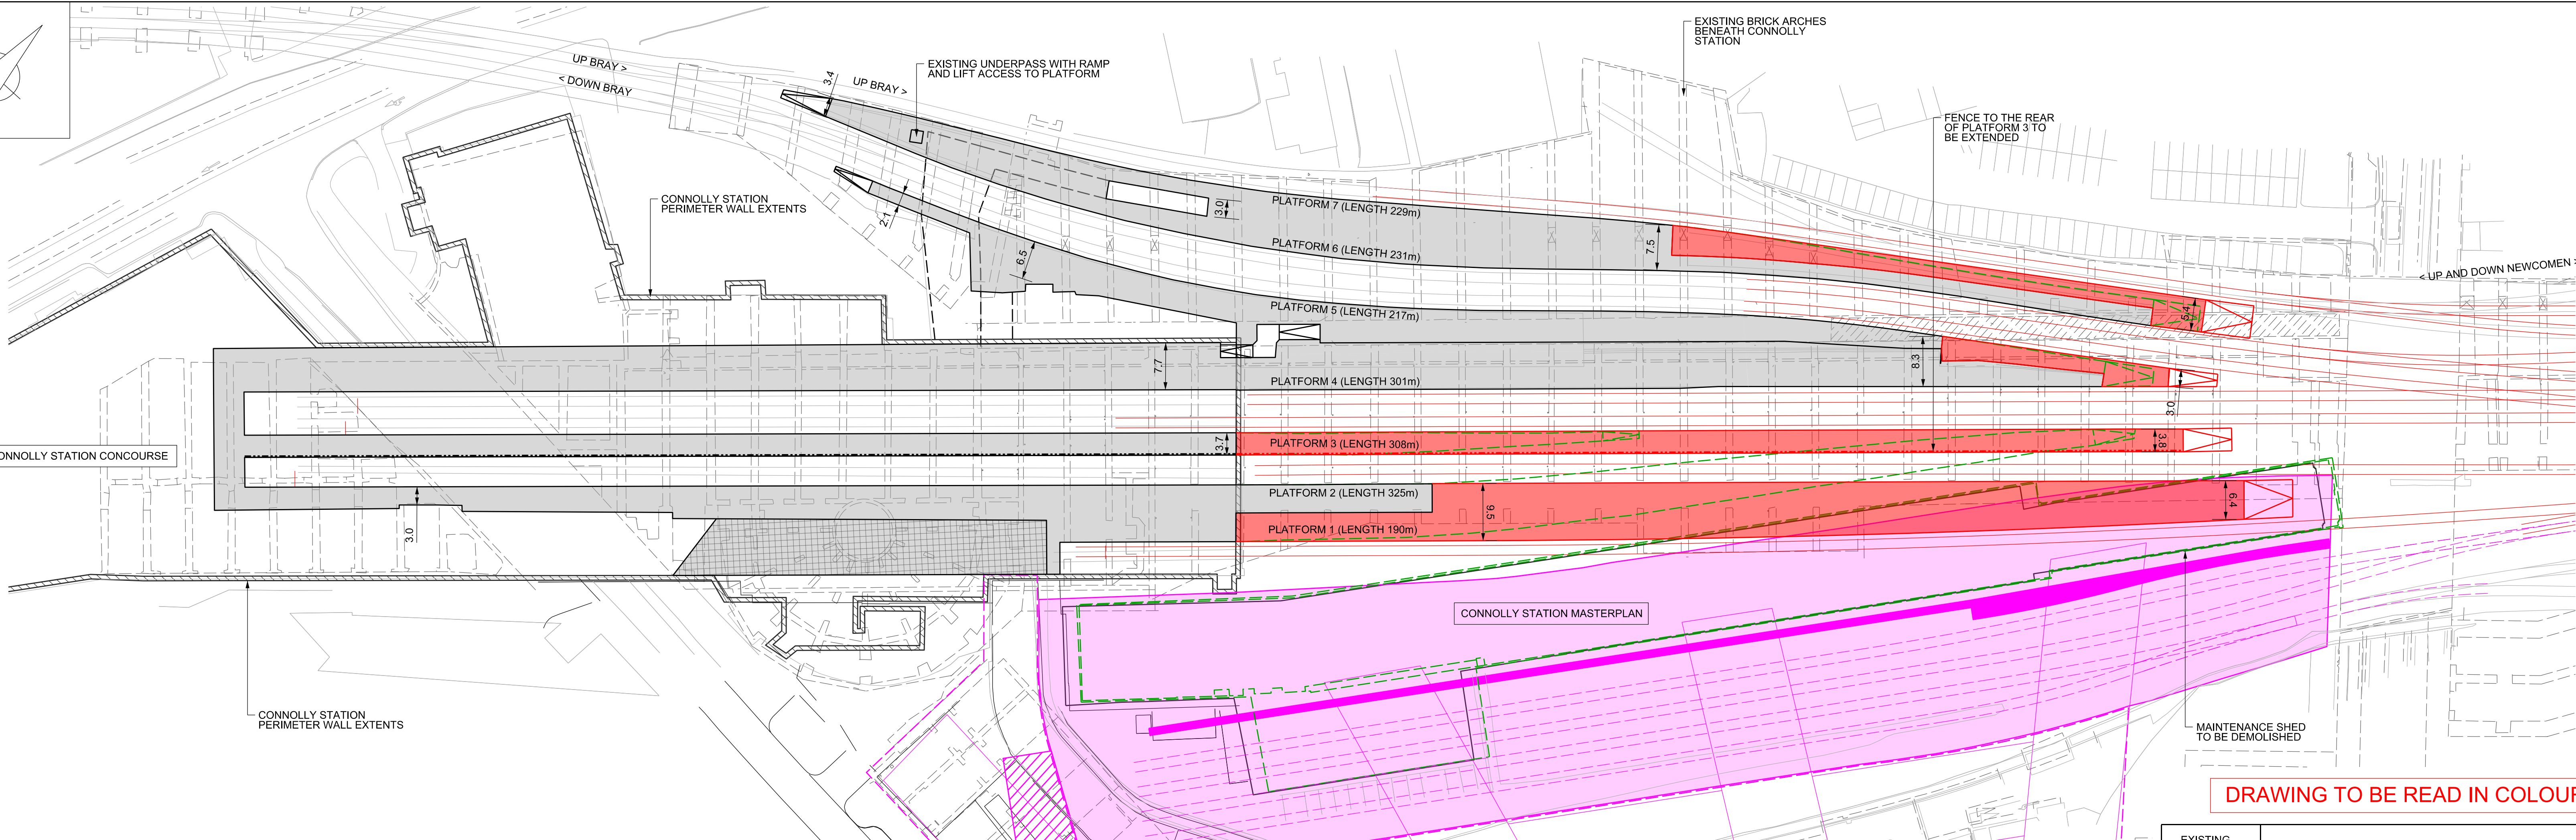 EXISTING BRICK ARCHES
BENEATH CONNOLLY
STATION
UP BRAY >
< DOWN BRAY
3.4
UP BRAY >
EXISTING UNDERPASS WITH RAMP
AND LIFT ACCESS TO PLATFORM
FENCE TO THE REAR
OF PLATFORM 3 TO
BE EXTENDED
CONNOLLY STATION
PERIMETER WALL EXTENTS
2.1
3.0
PLATFORM 7 (LENGTH 229m)
6.5
PLATFORM 6 (LENGTH 231m)
7.5
< UP AND DOWN NEWCOMEN >
PLATFORM 5 (LENGTH 217m)
5.4
7.7
8.3
PLATFORM 4 (LENGTH 301m)
3.0
3.7
PLATFORM 3 (LENGTH 308m)
3.8
ONNOLLY STATION CONCOURSE
PLATFORM 2 (LENGTH 325m)
9.5
6.4
3.0
PLATFORM 1 (LENGTH 190m)
CONNOLLY STATION MASTERPLAN
CONNOLLY STATION
PERIMETER WALL EXTENTS
MAINTENANCE SHED
TO BE DEMOLISHED
DRAWING TO BE READ IN COLOUR
EXISTING